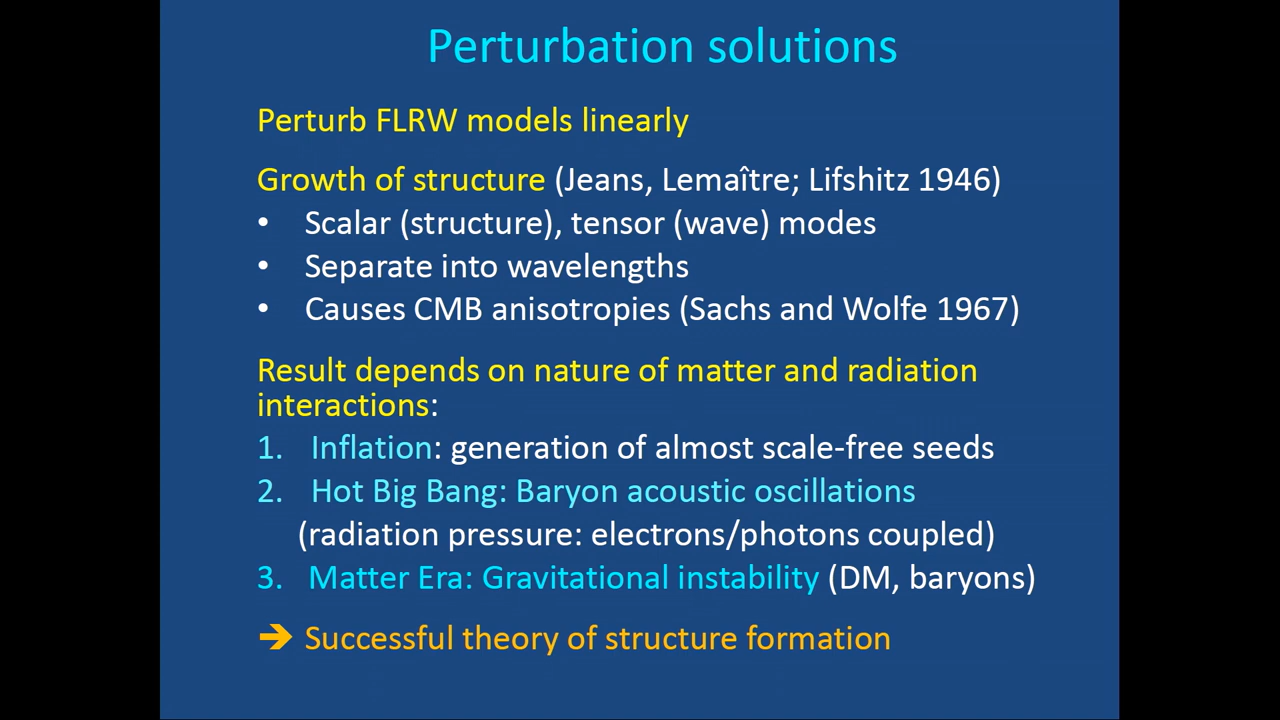 Perturbation solutions
Perturb FLRW models linearly
Growth of structure (Jeans, Lemaître; Lifshitz 1946)
• Scalar (structure), tensor (wave) modes
• Separate into wavelengths
• Causes CMB anisotropies (Sachs and Wolfe 1967)
Result depends on nature of matter and radiation
interactions:
1. Inflation: generation of almost scale-free seeds
2. Hot Big Bang: Baryon acoustic oscillations
(radiation pressure: electrons/photons coupled)
3. Matter Era: Gravitational instability (DM, baryons)
➔ Successful theory of structure formation